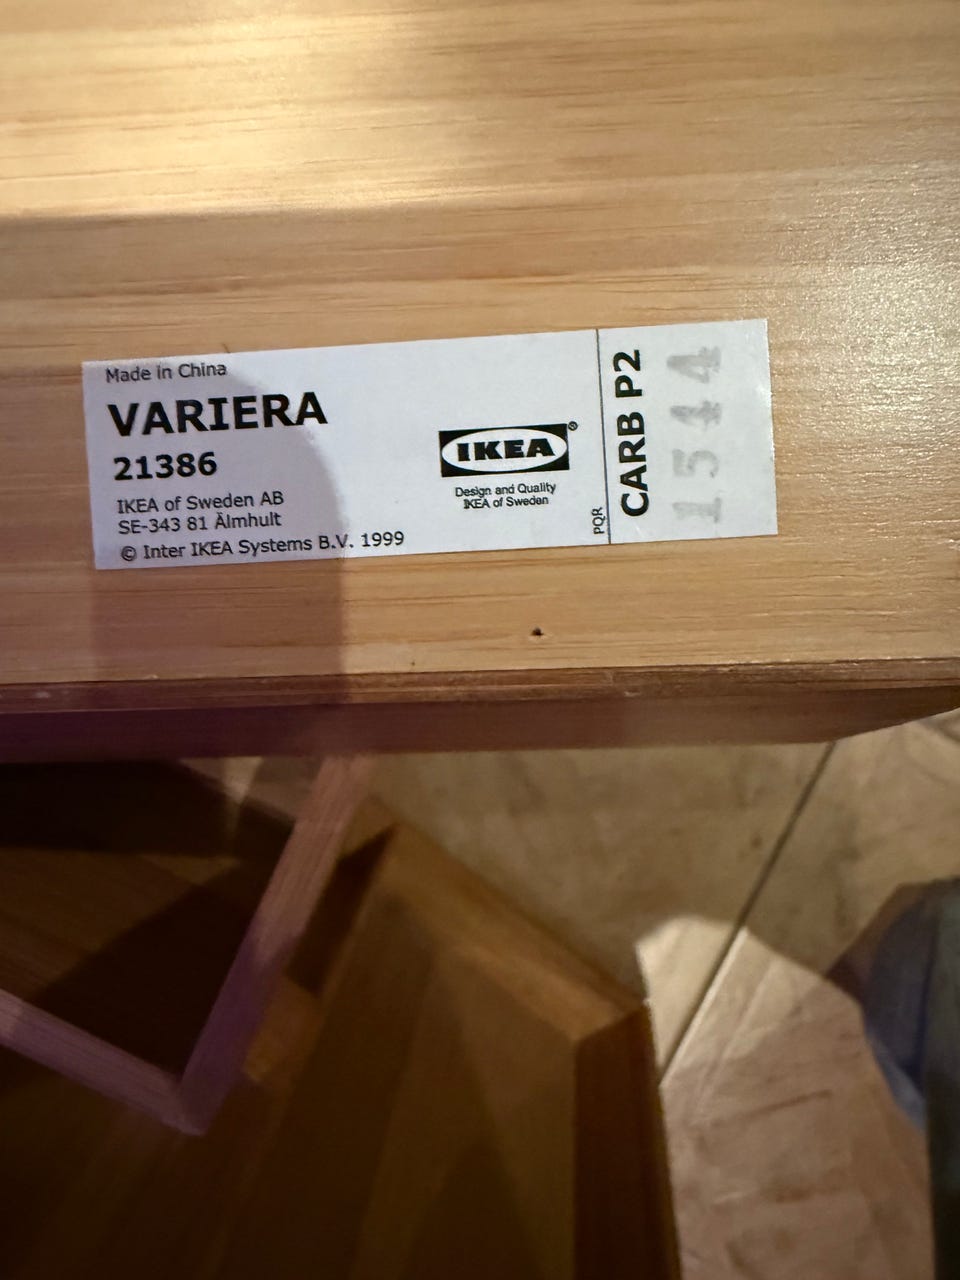 Made in China
VARIERA
21386
IKEA of Sweden AB
SE-343 81 Älmhult
© Inter IKEA Systems B.V. 1999
IKEA®
Design and Quality
IKEA of Sweden
PQR
CARB P2
1544